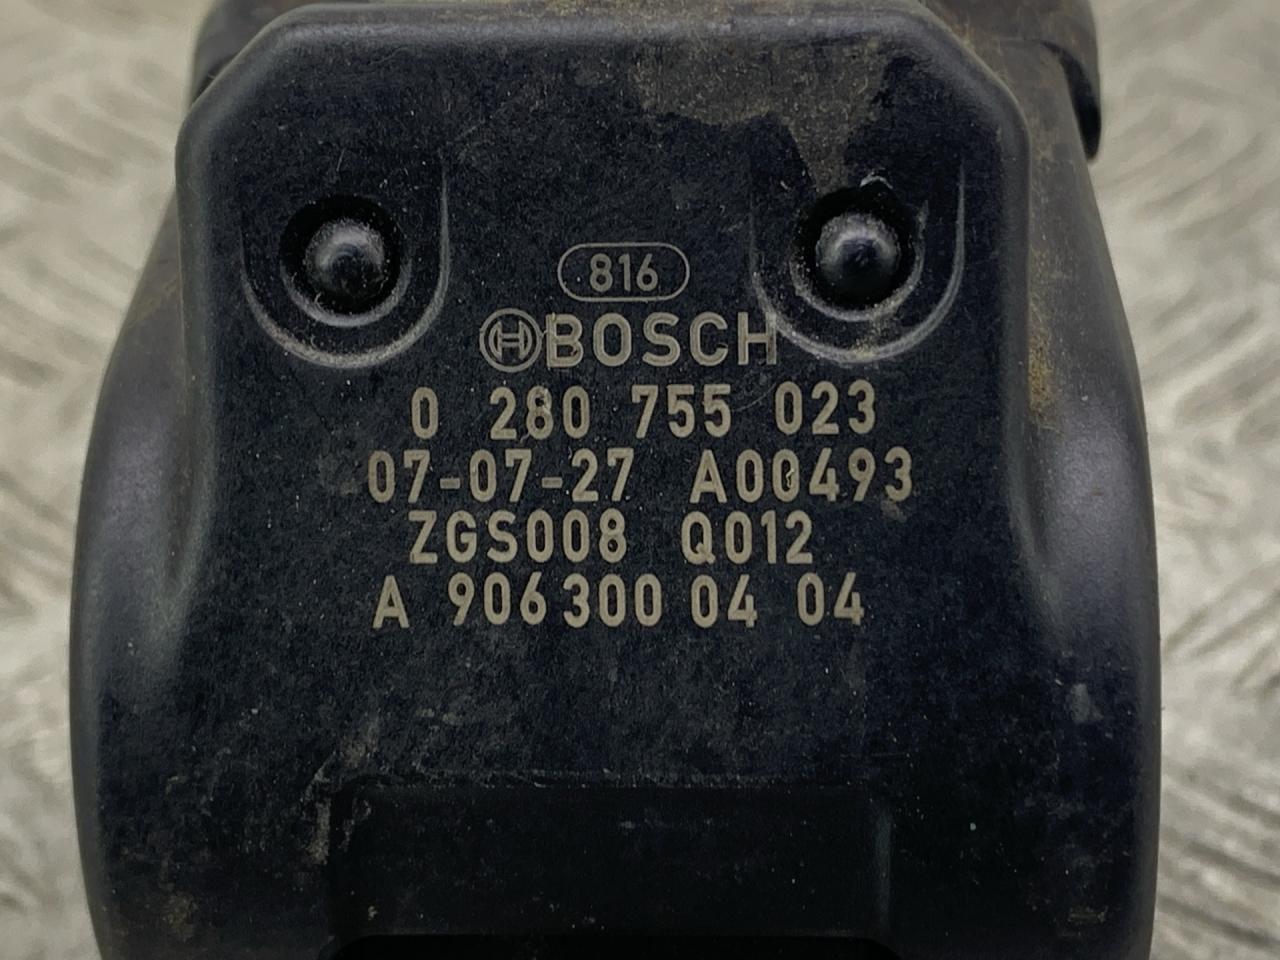 816
BOSCH
0 280 755 023
07-07-27 A00493
ZGS008 Q012
A 906 300 04 04